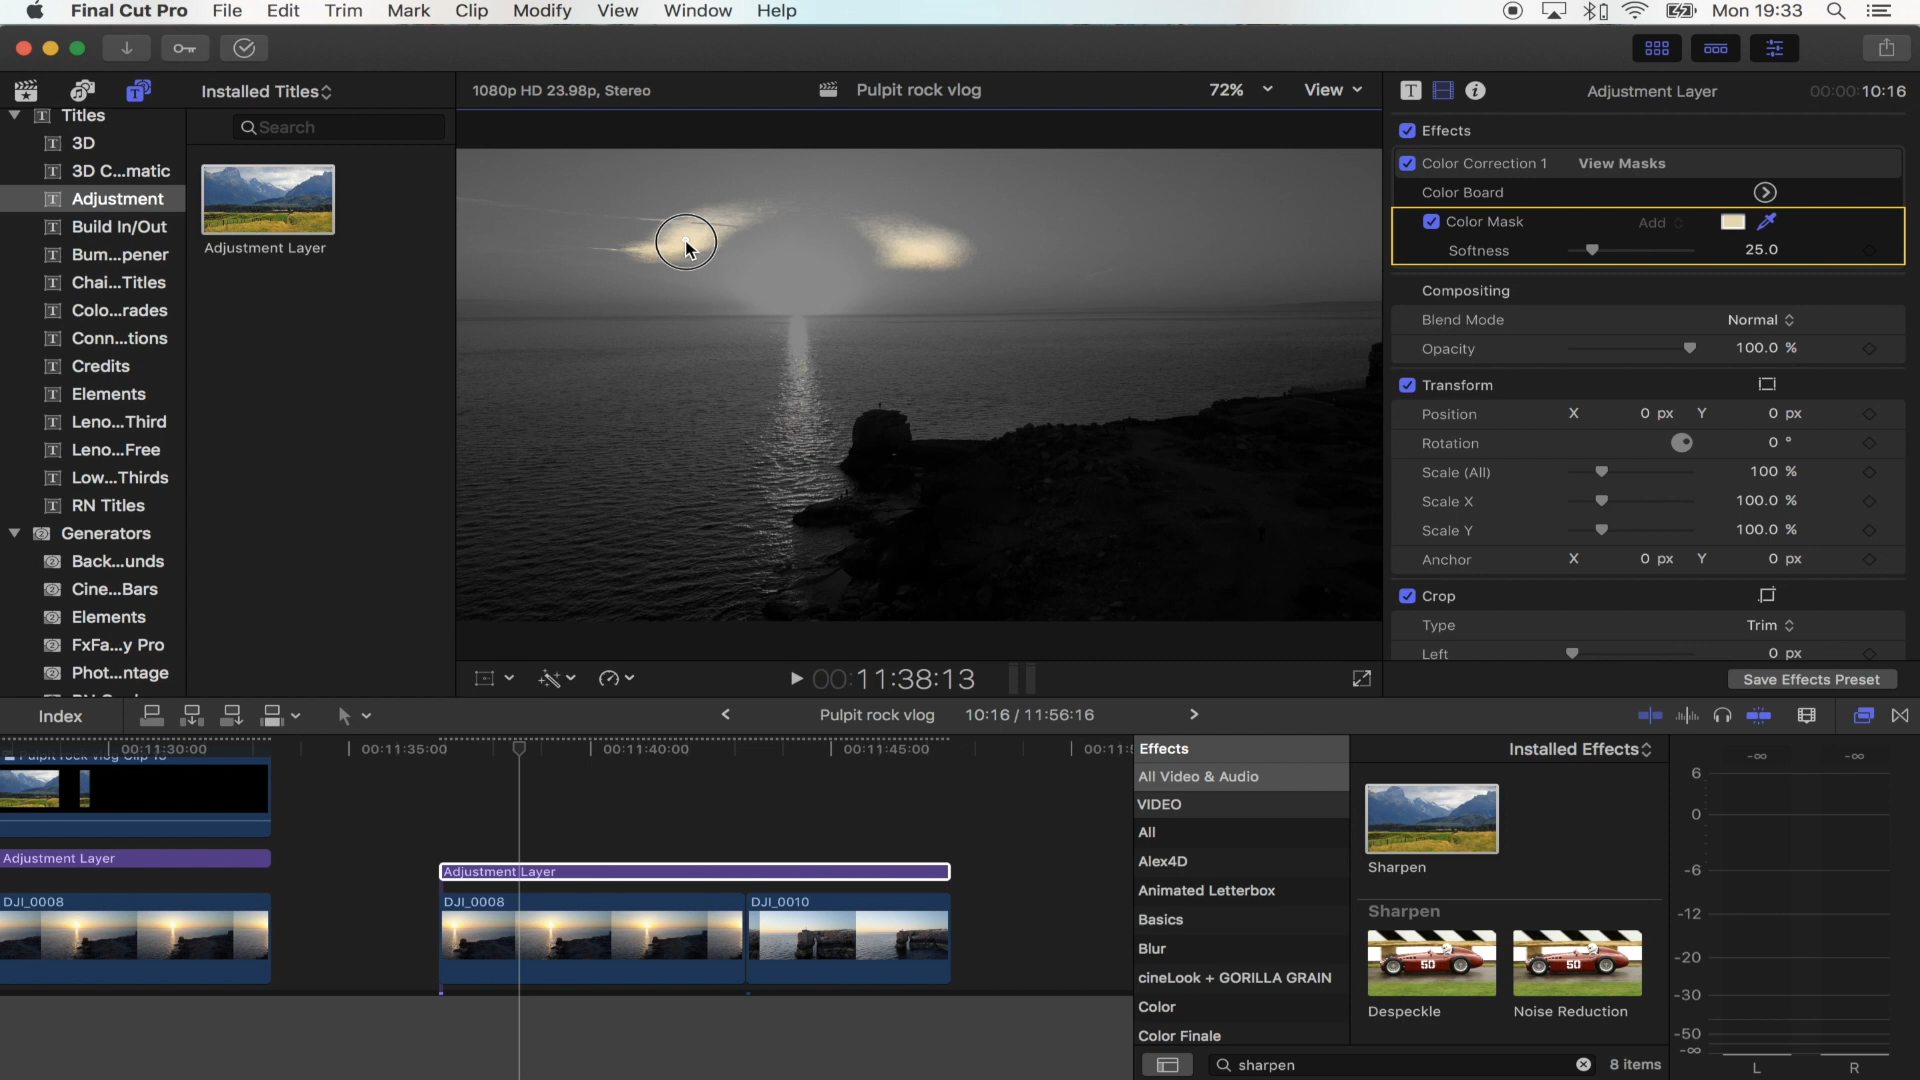 Final Cut Pro File Edit Trim Mark Clip Modify View Window Help Mon 19:33
Installed Titles 1080p HD 23.98p, Stereo Pulpit rock vlog 72% View Adjustment Layer 00:00:10:16
Titles
Search
3D
3D C...matic
Adjustment
Build In/Out
Bum...pener
Chai...Titles
Colo...rades
Conn...tions
Credits
Elements
Leno...Third
Leno...Free
Low...Thirds
RN Titles
Generators
Back...unds
Cine...Bars
Elements
FxFa...y Pro
Phot...ntage
Adjustment Layer
Effects
Color Correction 1 View Masks
Color Board
Color Mask Add
Softness 25.0
Compositing
Blend Mode Normal
Opacity 100.0 %
Transform
Position X 0 px Y 0 px
Rotation 0 °
Scale (All) 100 %
Scale X 100.0 %
Scale Y 100.0 %
Anchor X 0 px Y 0 px
Crop
Type Trim
Left 0 px
Save Effects Preset
00:11:38:13
Index Pulpit rock vlog 10:16 / 11:56:16
00:11:30:00 00:11:35:00 00:11:40:00 00:11:45:00
Adjustment Layer
DJI_0008
Adjustment Layer
DJI_0008 DJI_0010
Effects
All Video & Audio
VIDEO
All
Alex4D
Animated Letterbox
Basics
Blur
cineLook + GORILLA GRAIN
Color
Color Finale
Installed Effects
Sharpen
Sharpen
50 50
Despeckle Noise Reduction
sharpen 8 items
-∞ -∞
6
0
-6
-12
-20
-30
-50
-∞
L R